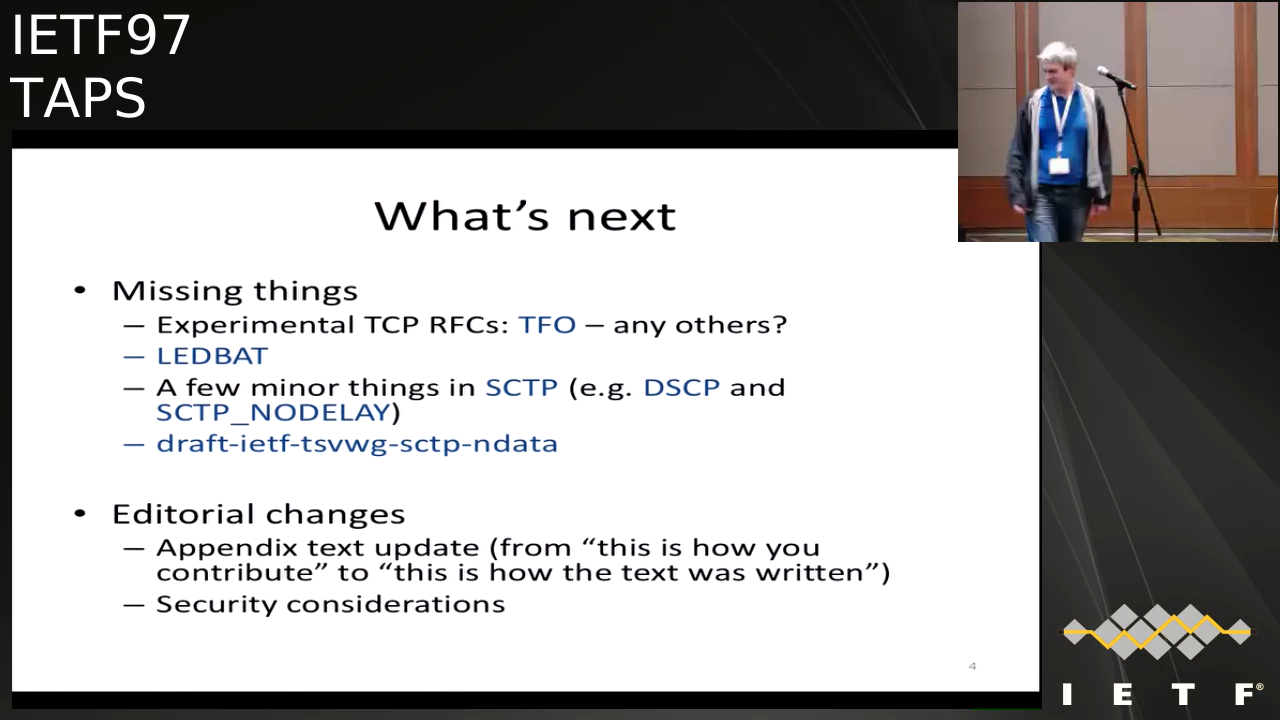 IETF97
TAPS
What’s next
• Missing things
– Experimental TCP RFCs: TFO – any others?
– LEDBAT
– A few minor things in SCTP (e.g. DSCP and
SCTP_NODELAY)
– draft-ietf-tsvwg-sctp-ndata
• Editorial changes
– Appendix text update (from “this is how you
contribute” to “this is how the text was written”)
– Security considerations
4
I E T F®